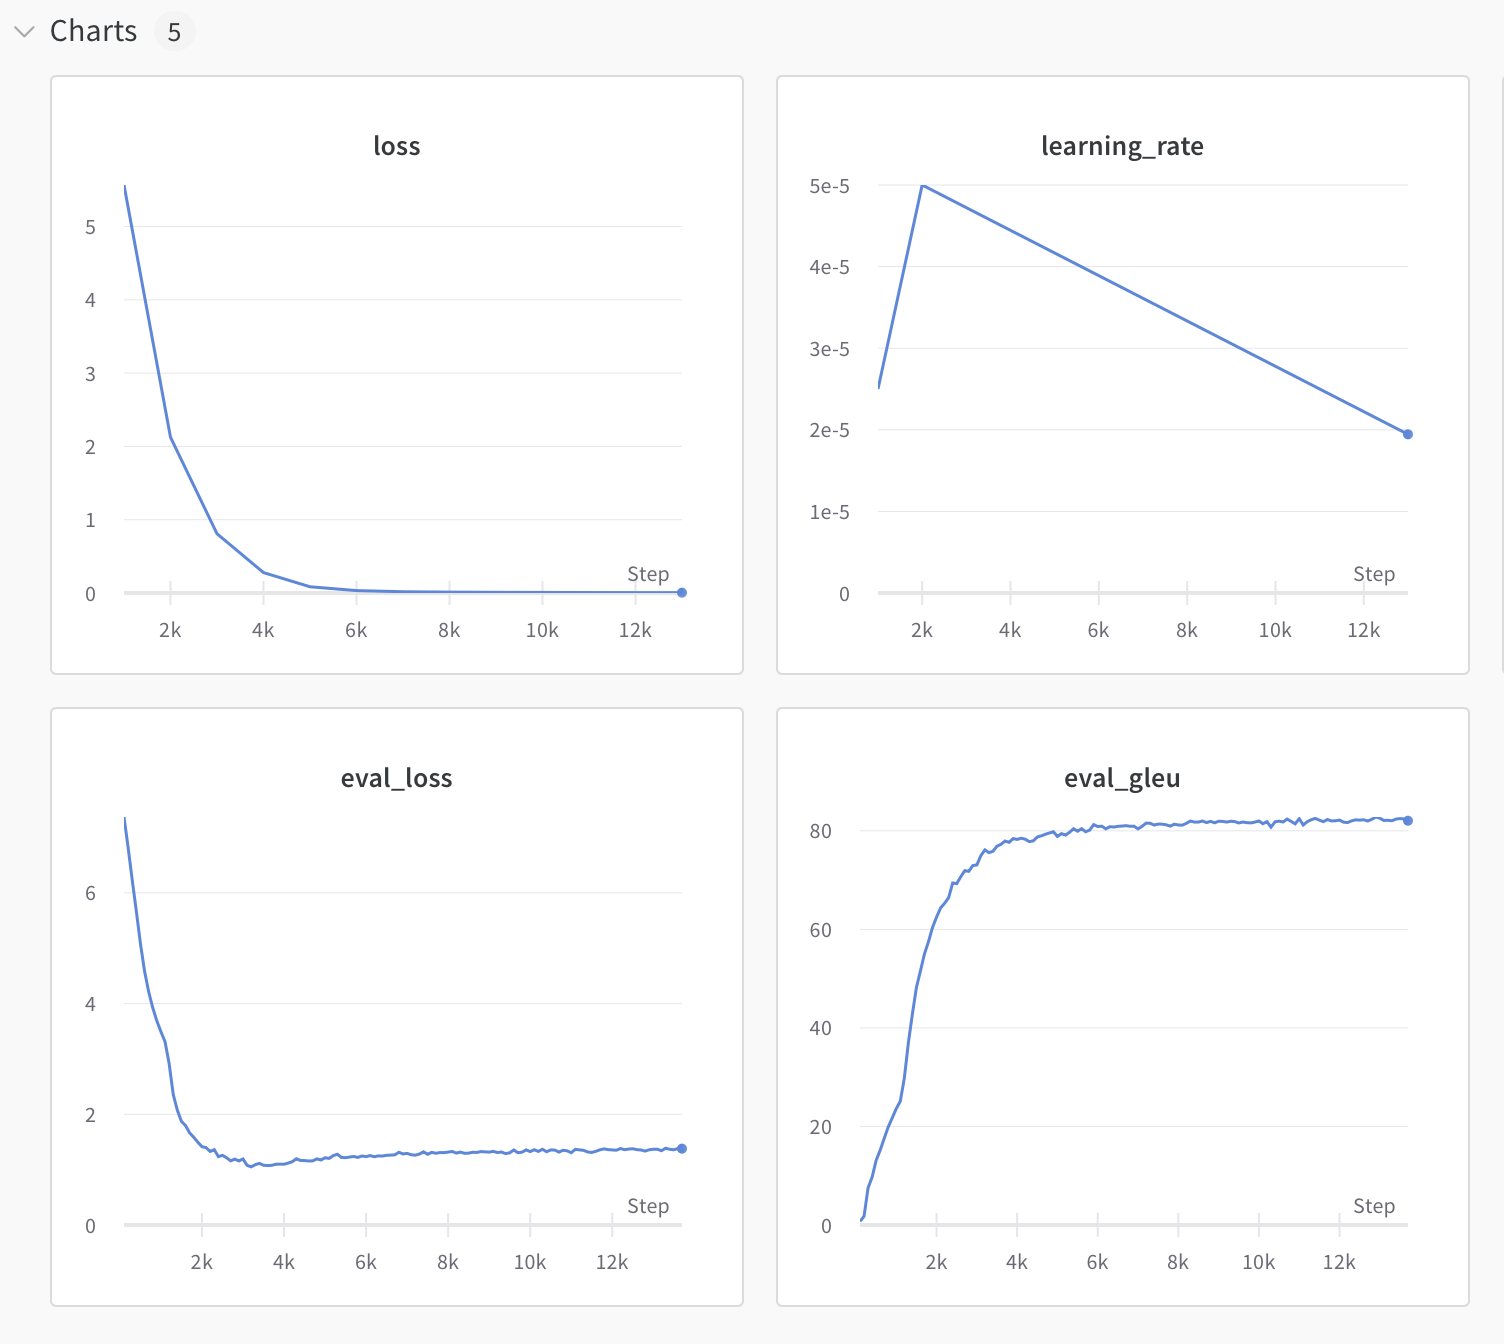 Charts 5
loss
5
4
3
2
1
0
Step
2k 4k 6k 8k 10k 12k
learning_rate
5e-5
4e-5
3e-5
2e-5
1e-5
0
Step
2k 4k 6k 8k 10k 12k
eval_loss
6
4
2
0
Step
2k 4k 6k 8k 10k 12k
eval_gleu
80
60
40
20
0
Step
2k 4k 6k 8k 10k 12k